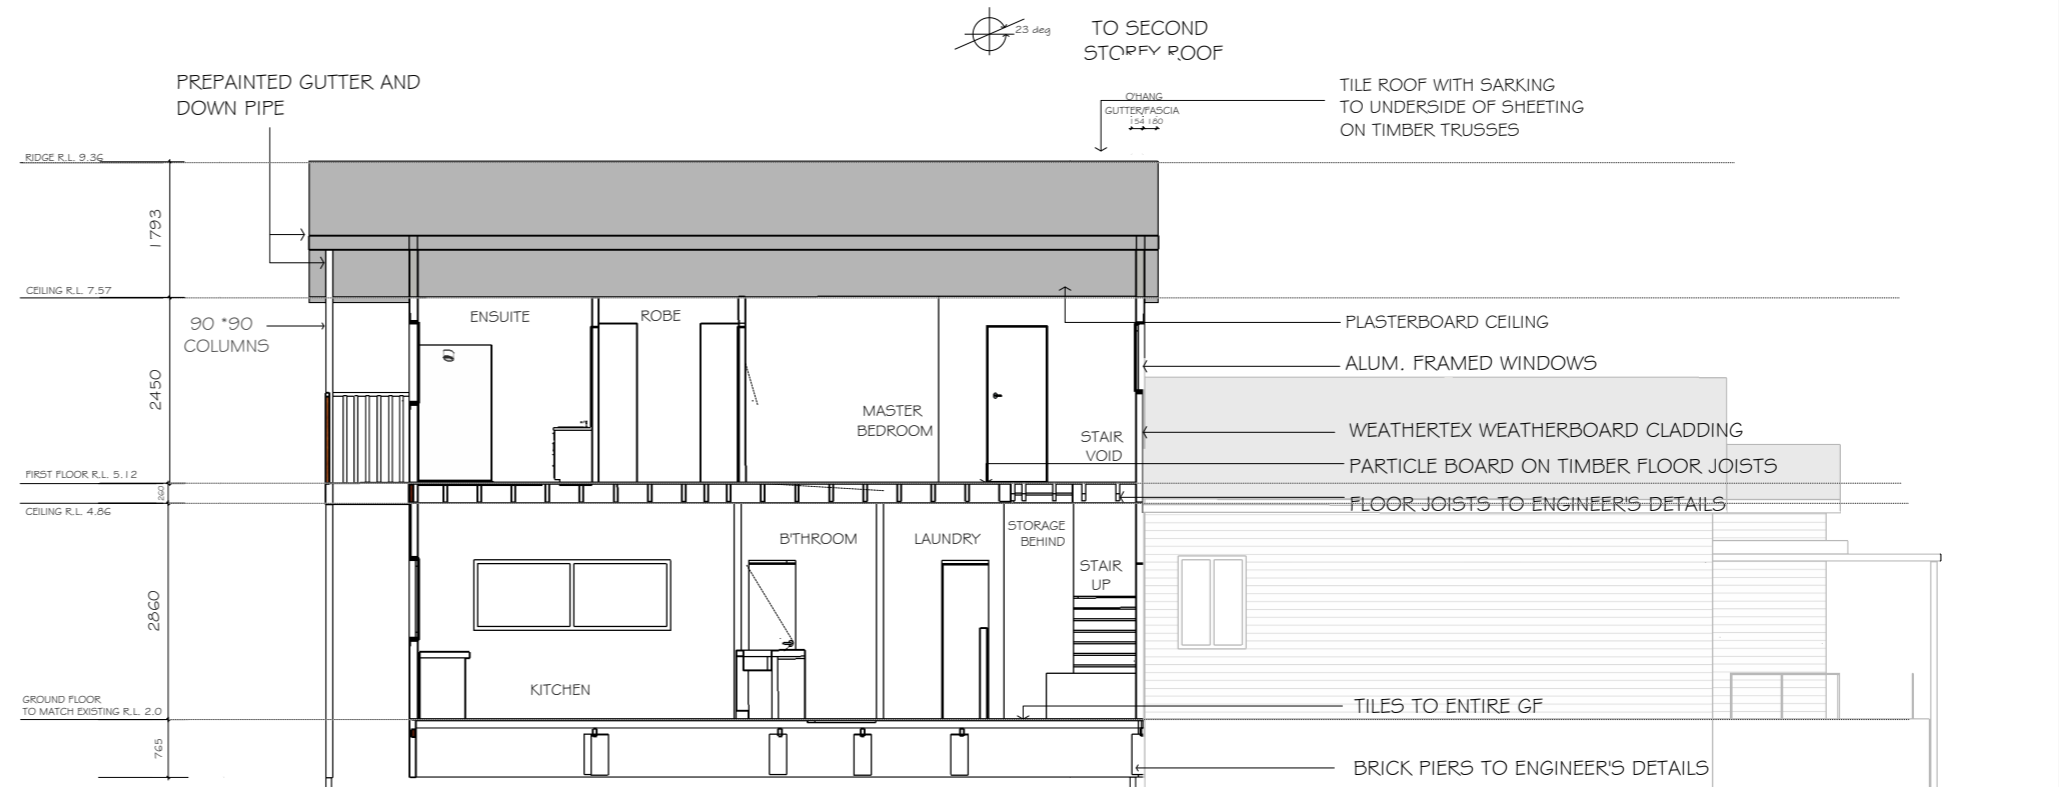 23 deg
TO SECOND
STOREY ROOF
PREPAINTED GUTTER AND
DOWN PIPE
TILE ROOF WITH SARKING
TO UNDERSIDE OF SHEETING
ON TIMBER TRUSSES
O'HANG
GUTTER/FASCIA
154 180
RIDGE R.L. 9.36
1793
CEILING R.L. 7.57
90 *90
COLUMNS
ENSUITE
ROBE
PLASTERBOARD CEILING
ALUM. FRAMED WINDOWS
2450
MASTER
BEDROOM
STAIR
VOID
WEATHERTEX WEATHERBOARD CLADDING
PARTICLE BOARD ON TIMBER FLOOR JOISTS
FIRST FLOOR R.L. 5.12
260
CEILING R.L. 4.86
FLOOR JOISTS TO ENGINEER'S DETAILS
B'THROOM
LAUNDRY
STORAGE
BEHIND
STAIR
UP
2860
KITCHEN
GROUND FLOOR
TO MATCH EXISTING R.L. 2.0
TILES TO ENTIRE GF
765
BRICK PIERS TO ENGINEER'S DETAILS